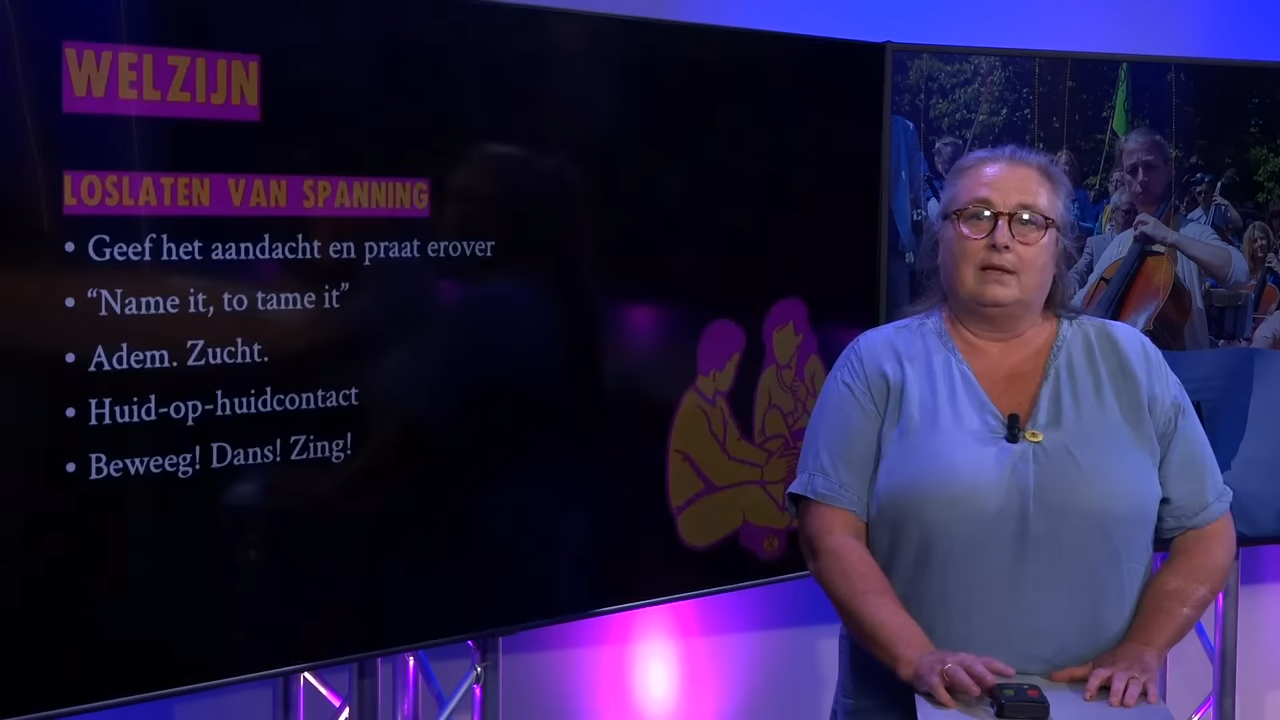 WELZIJN
LOSLATEN VAN SPANNING
• Geef het aandacht en praat erover
• “Name it, to tame it”
• Adem. Zucht.
• Huid-op-huidcontact
• Beweeg! Dans! Zing!